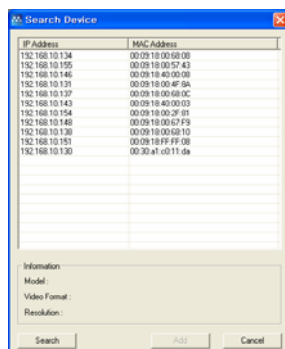 Search Device
IP Address MAC Address
192.168.10.134 00:09:18:00:68:08
192.168.10.155 00:09:18:00:57:43
192.168.10.146 00:09:18:40:00:08
192.168.10.131 00:09:18:00:4F:8A
192.168.10.137 00:09:18:00:68:0C
192.168.10.143 00:09:18:40:00:03
192.168.10.154 00:09:18:00:2F:81
192.168.10.148 00:09:18:00:67:F9
192.168.10.138 00:09:18:00:68:10
192.168.10.151 00:09:18:FF:FF:08
192.168.10.130 00:30:a1:c0:11:da
Information
Model :
Video Format :
Resolution :
Search Add Cancel